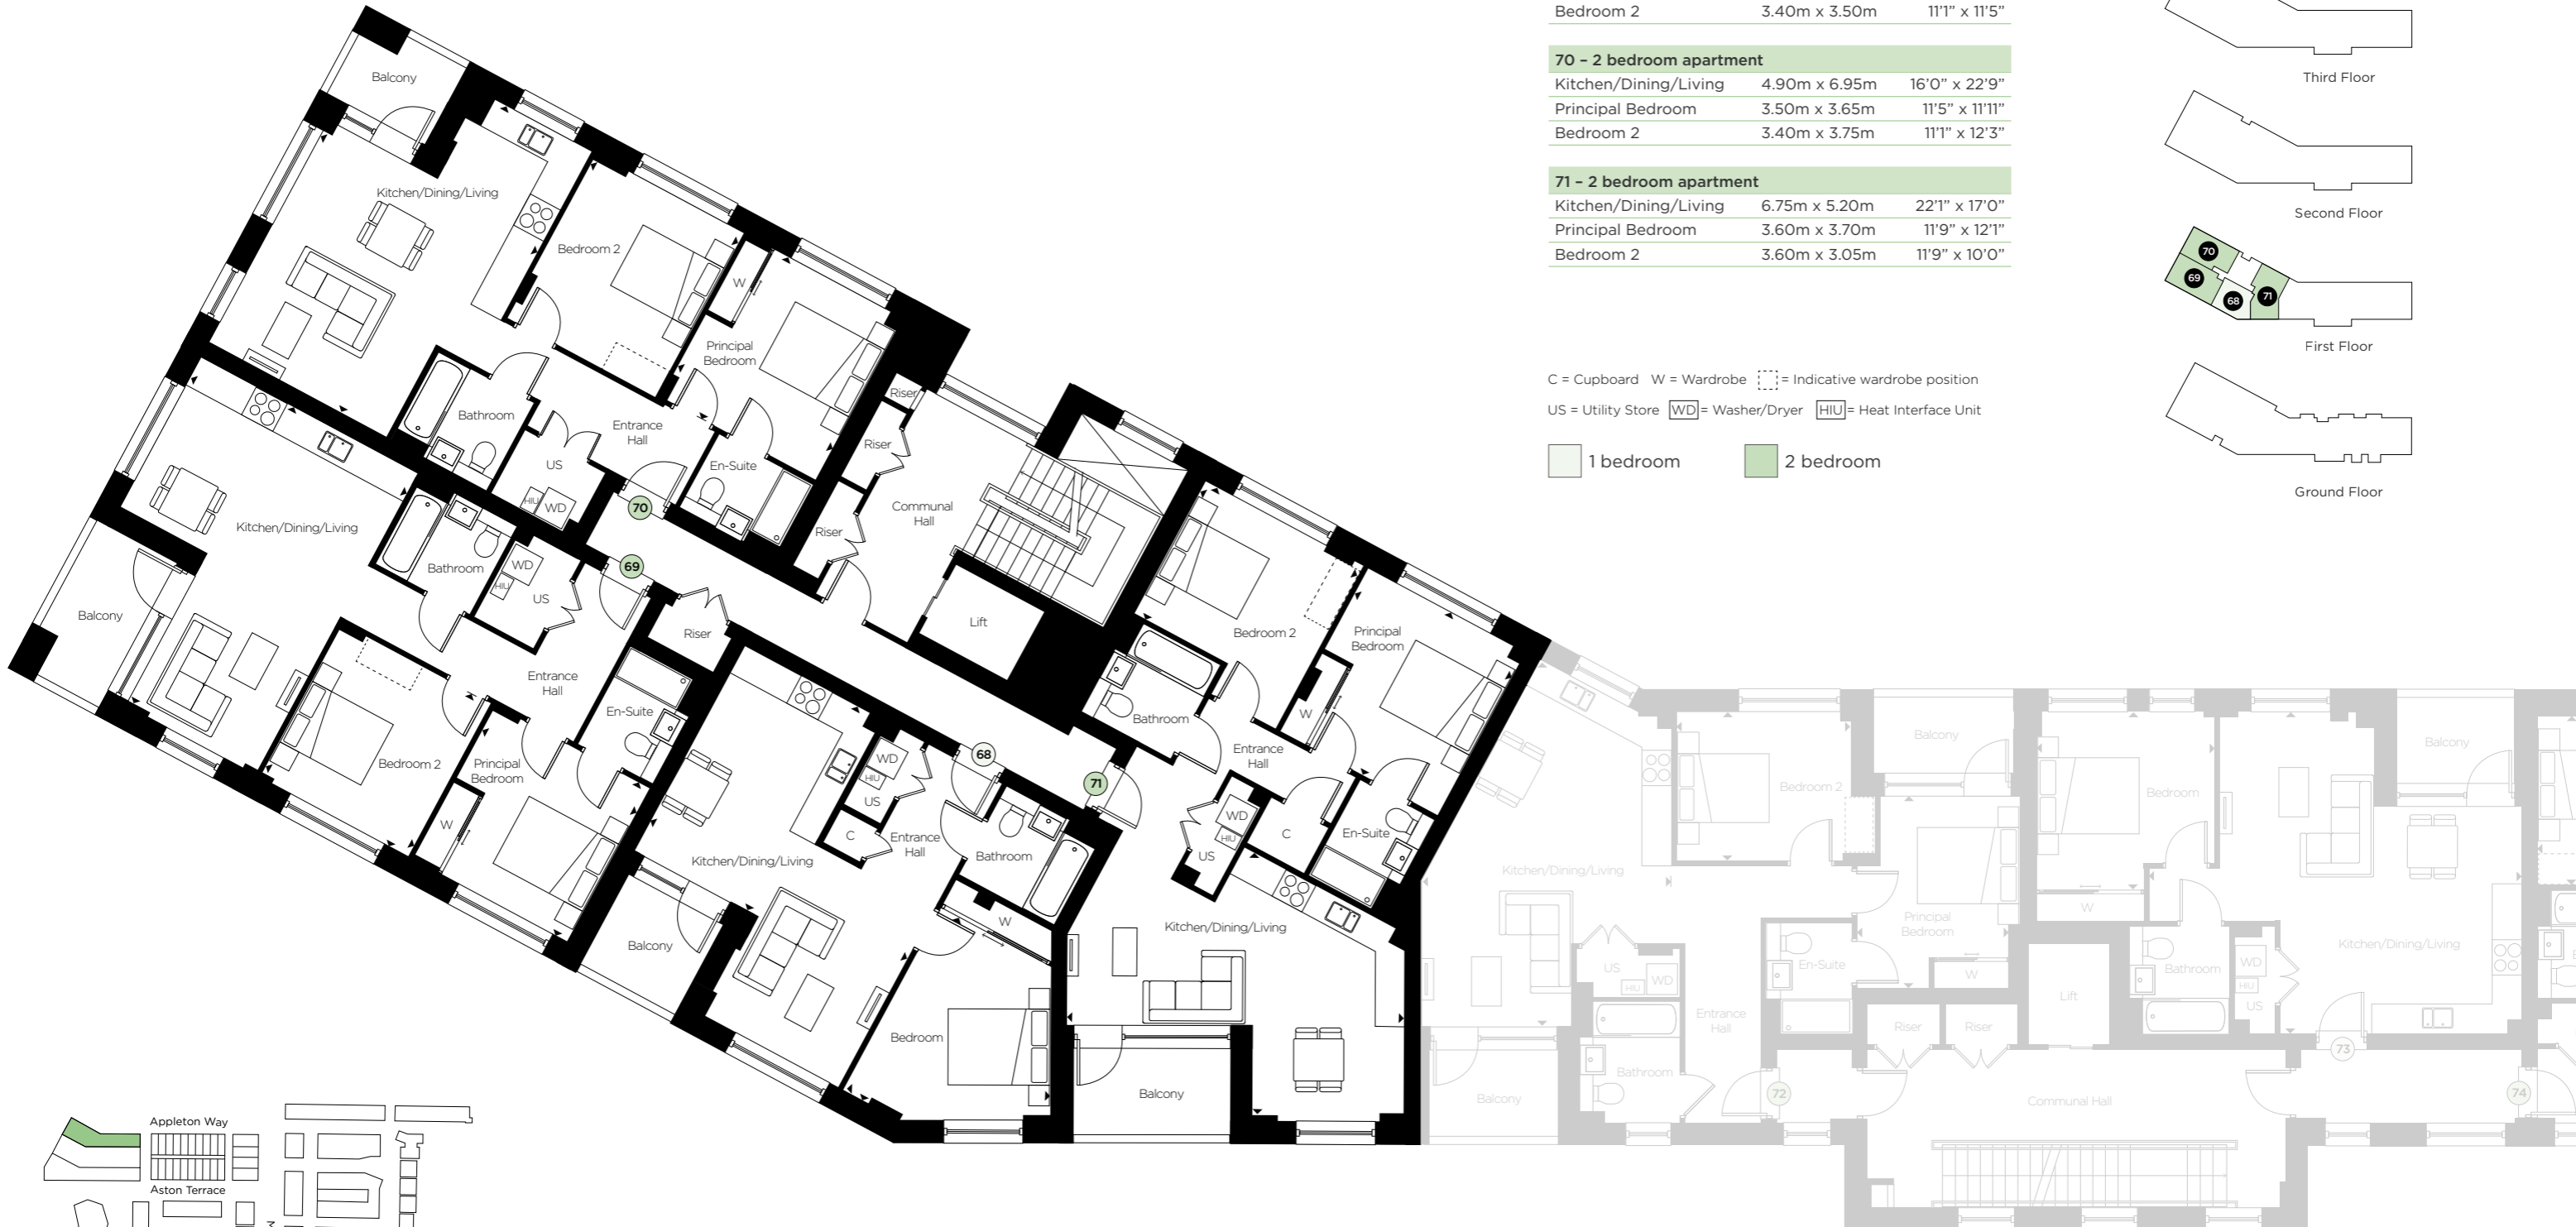 Bedroom 2 3.40m x 3.50m 11'1" x 11'5"
70 – 2 bedroom apartment
Kitchen/Dining/Living 4.90m x 6.95m 16'0" x 22'9"
Principal Bedroom 3.50m x 3.65m 11'5" x 11'11"
Bedroom 2 3.40m x 3.75m 11'1" x 12'3"
71 – 2 bedroom apartment
Kitchen/Dining/Living 6.75m x 5.20m 22'1" x 17'0"
Principal Bedroom 3.60m x 3.70m 11'9" x 12'1"
Bedroom 2 3.60m x 3.05m 11'9" x 10'0"
C = Cupboard W = Wardrobe = Indicative wardrobe position
US = Utility Store WD = Washer/Dryer HIU = Heat Interface Unit
1 bedroom 2 bedroom
Third Floor
Second Floor
70
69
68
71
First Floor
Ground Floor
Balcony
Kitchen/Dining/Living
Bedroom 2
W
Principal
Bedroom
Bathroom
Entrance
Hall
US
HIU
WD
En-Suite
70
Riser
Riser
Riser
Communal
Hall
Lift
69
Kitchen/Dining/Living
Balcony
Bathroom
WD
HIU
US
Riser
Entrance
Hall
En-Suite
Bedroom 2
Principal
Bedroom
W
68
WD
HIU
US
C
Entrance
Hall
Kitchen/Dining/Living
Bathroom
W
Balcony
Bedroom
71
Bedroom 2
Principal
Bedroom
W
Bathroom
Entrance
Hall
WD
HIU
US
C
En-Suite
Kitchen/Dining/Living
Balcony
Kitchen/Dining/Living
Bedroom 2
Balcony
Principal
Bedroom
W
En-Suite
US
HIU
WD
Entrance
Hall
Bathroom
Balcony
72
Riser
Riser
Lift
Communal Hall
Bedroom
W
Bathroom
WD
HIU
US
Balcony
Kitchen/Dining/Living
73
74
Appleton Way
Aston Terrace